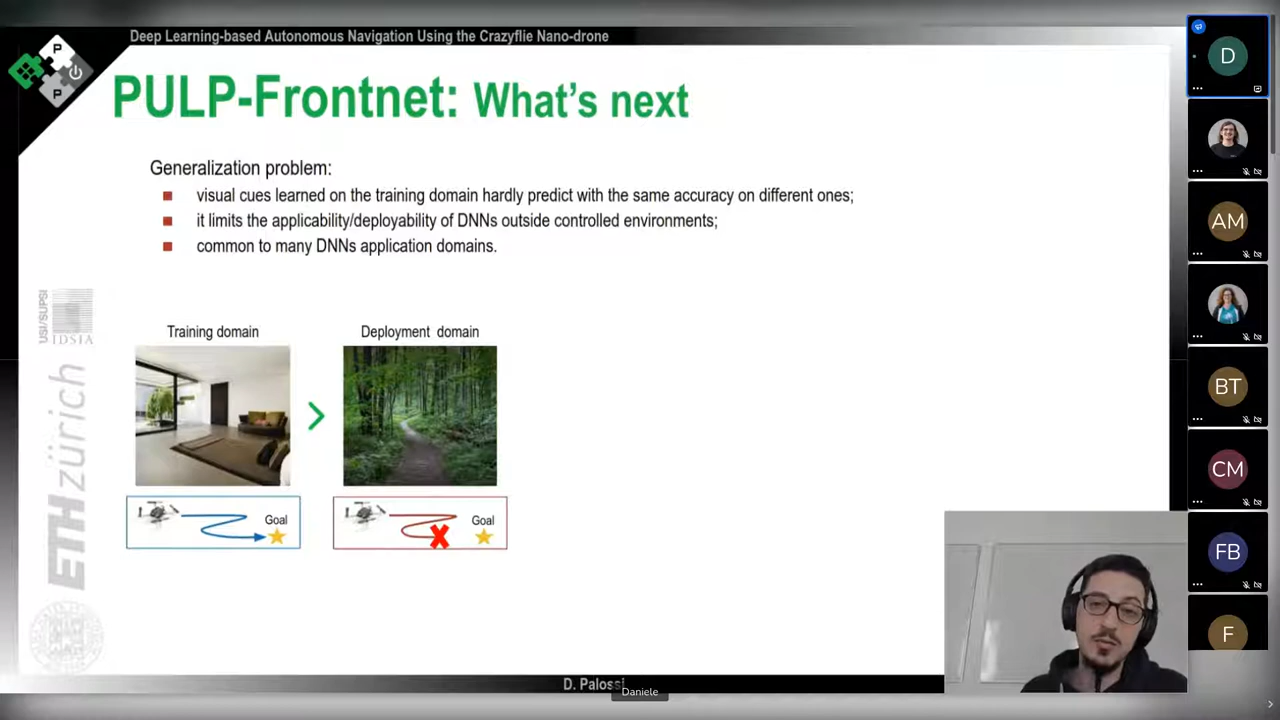 Deep Learning-based Autonomous Navigation Using the Crazyflie Nano-drone
P
P
PULP-Frontnet: What's next
Generalization problem:
visual cues learned on the training domain hardly predict with the same accuracy on different ones;
it limits the applicability/deployability of DNNs outside controlled environments;
common to many DNNs application domains.
USI/SUPSI
IDSIA
ETHzürich
Training domain
Deployment domain
Goal
Goal
D. Palossi
Daniele
D
AM
BT
CM
FB
F